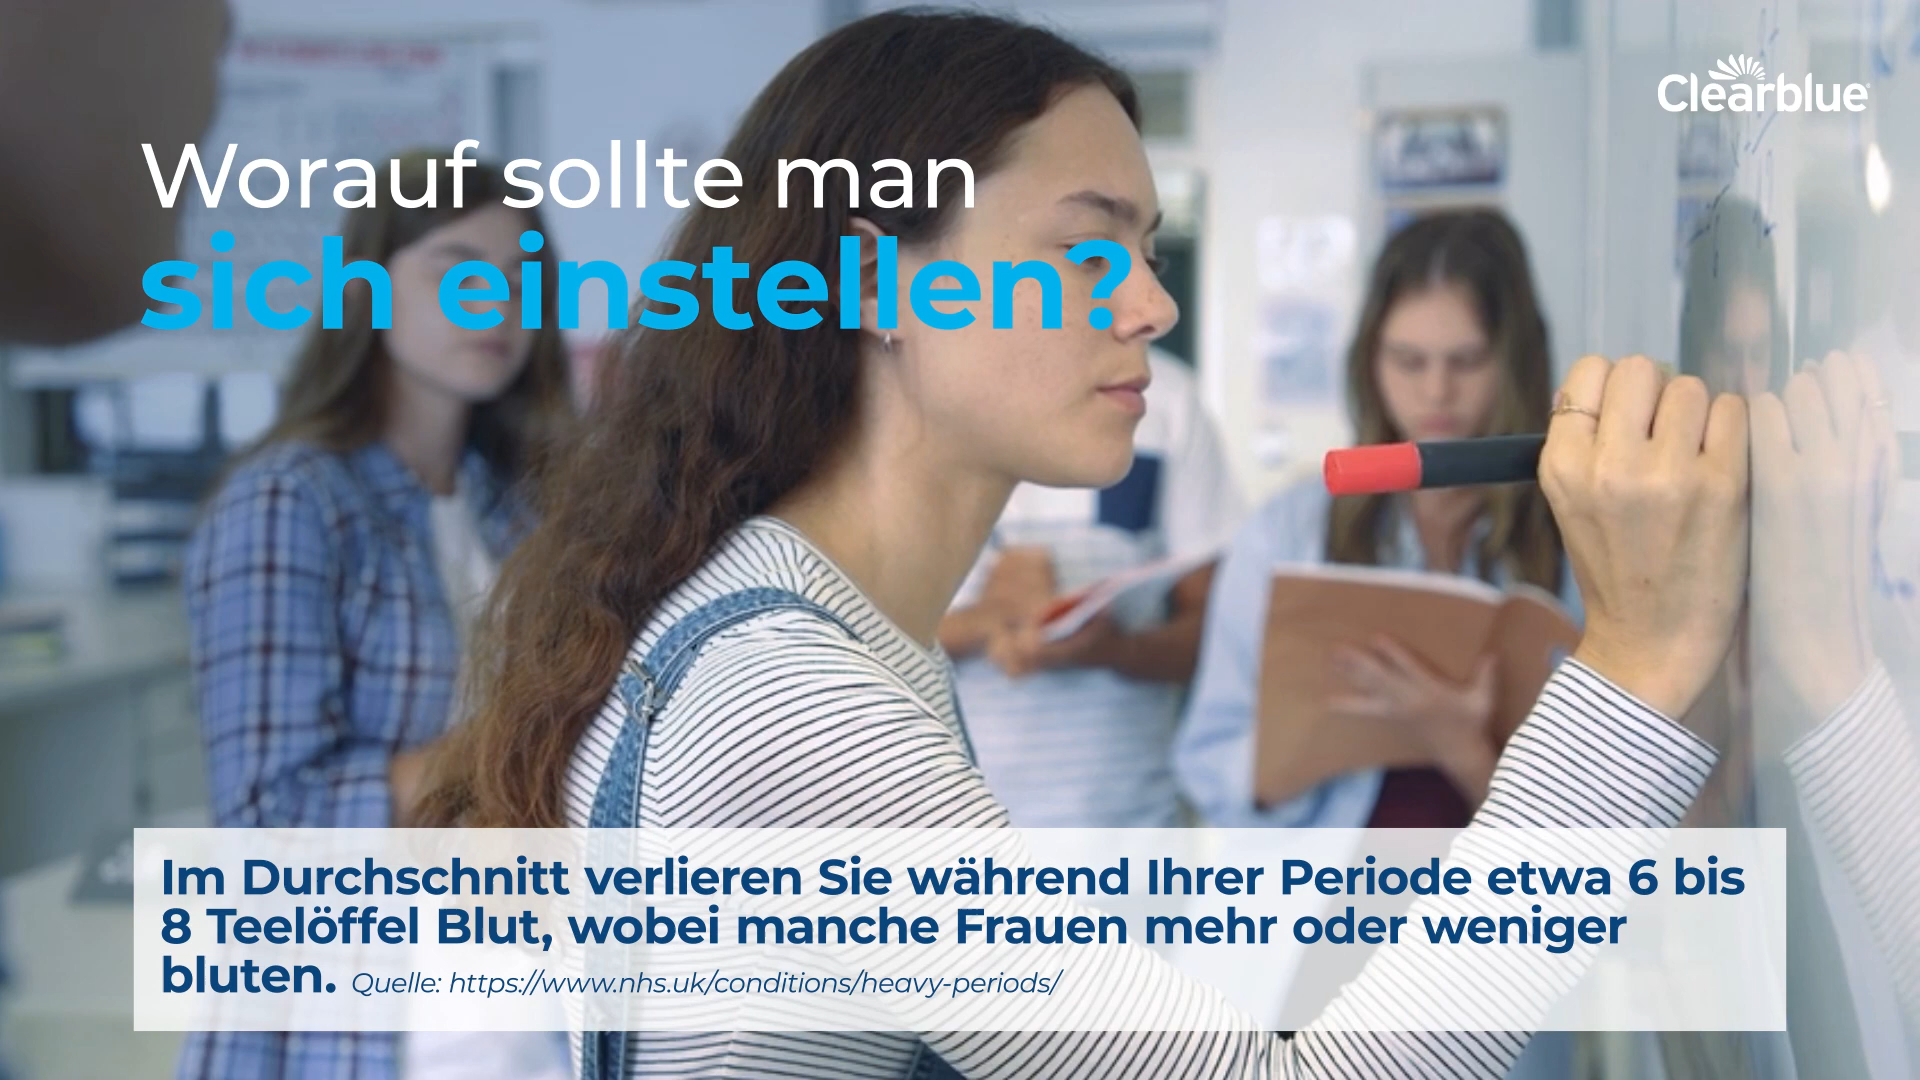 Clearblue
Worauf sollte man
sich einstellen?
Im Durchschnitt verlieren Sie während Ihrer Periode etwa 6 bis
8 Teelöffel Blut, wobei manche Frauen mehr oder weniger
bluten. Quelle: https://www.nhs.uk/conditions/heavy-periods/